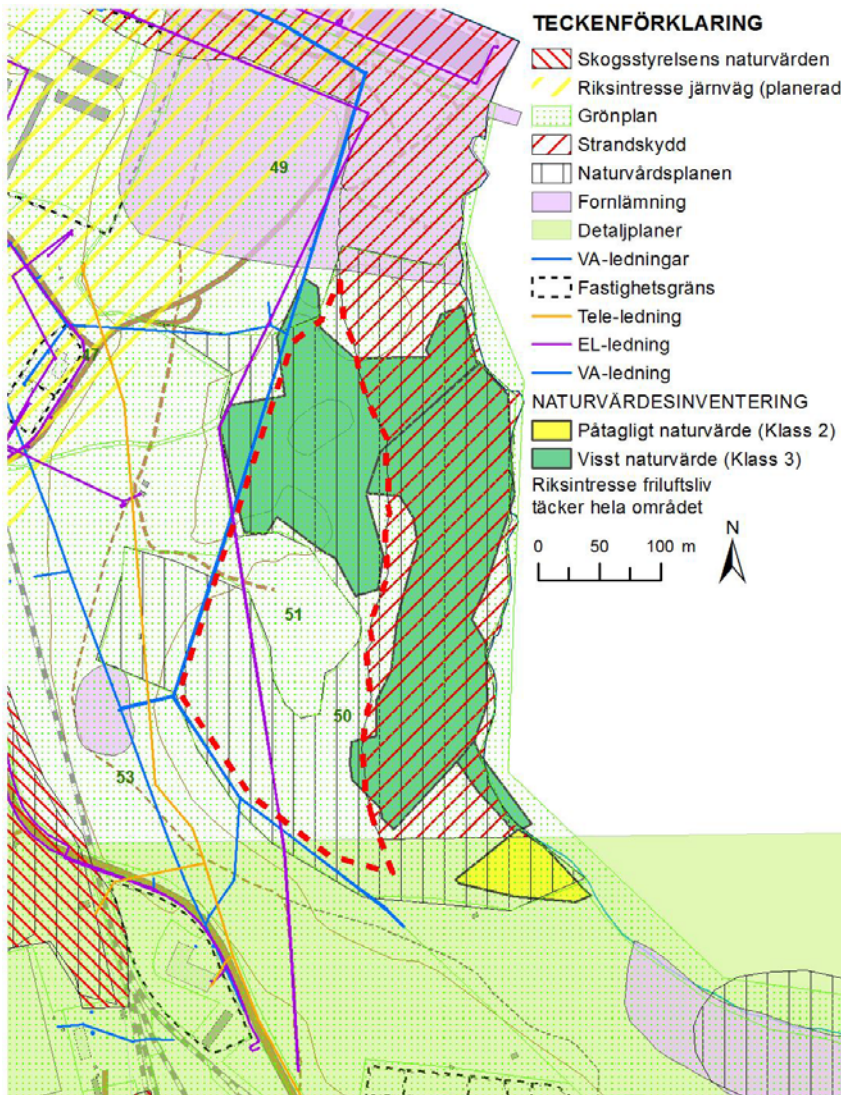 TECKENFÖRKLARING
Skogsstyrelsens naturvärden
Riksintresse järnväg (planerad
Grönplan
Strandskydd
Naturvårdsplanen
Fornlämning
Detaljplaner
VA-ledningar
Fastighetsgräns
Tele-ledning
EL-ledning
VA-ledning
NATURVÄRDESINVENTERING
Påtagligt naturvärde (Klass 2)
Visst naturvärde (Klass 3)
Riksintresse friluftsliv
täcker hela området
N
0 50 100 m
49
47
51
50
53